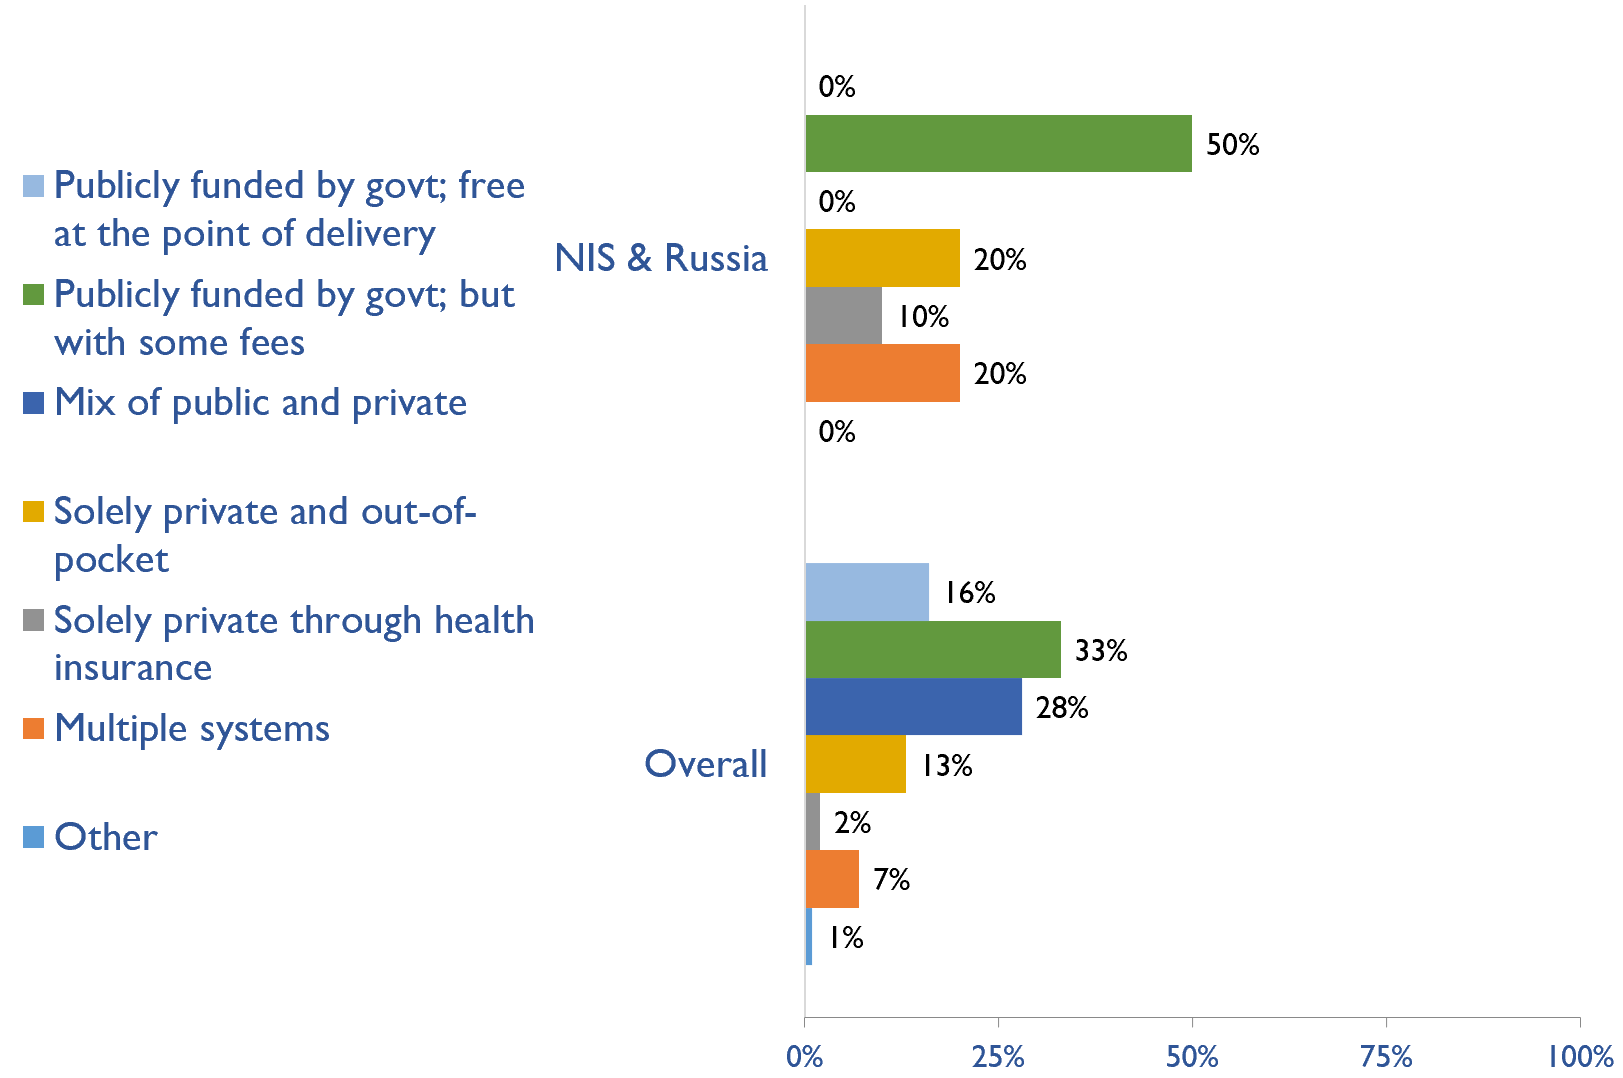 Publicly funded by govt; free
at the point of delivery
Publicly funded by govt; but
with some fees
Mix of public and private
Solely private and out-of-
pocket
Solely private through health
insurance
Multiple systems
Other
NIS & Russia
0%
50%
0%
20%
10%
20%
0%
Overall
16%
33%
28%
13%
2%
7%
1%
0% 25% 50% 75% 100%